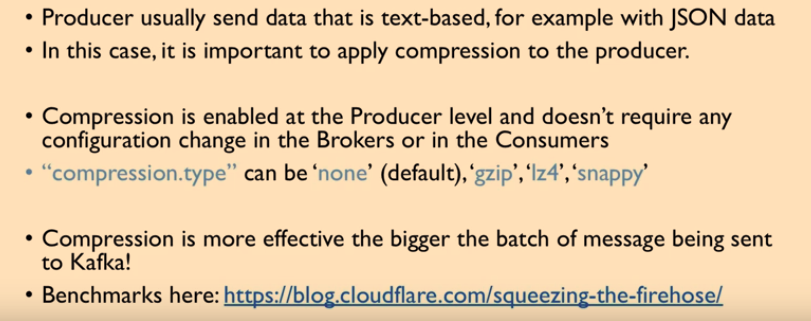 • Producer usually send data that is text-based, for example with JSON data
• In this case, it is important to apply compression to the producer.
• Compression is enabled at the Producer level and doesn't require any
configuration change in the Brokers or in the Consumers
• "compression.type" can be 'none' (default), 'gzip', 'lz4', 'snappy'
• Compression is more effective the bigger the batch of message being sent
to Kafka!
• Benchmarks here: https://blog.cloudflare.com/squeezing-the-firehose/